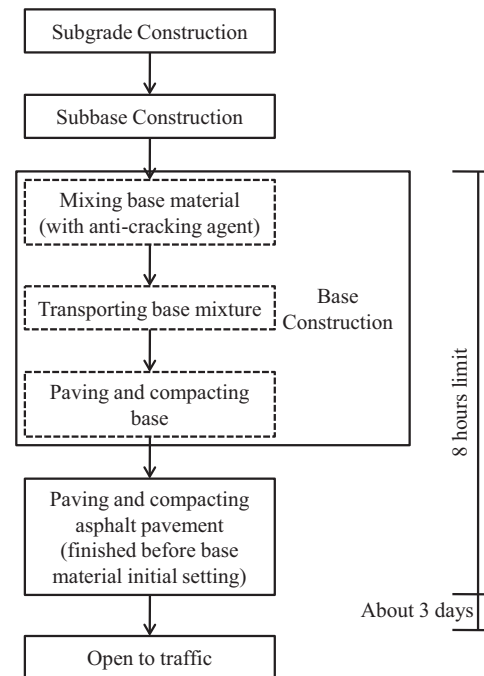 Subgrade Construction
Subbase Construction
Mixing base material
(with anti-cracking agent)
Transporting base mixture
Base
Construction
Paving and compacting
base
8 hours limit
Paving and compacting
asphalt pavement
(finished before base
material initial setting)
About 3 days
Open to traffic